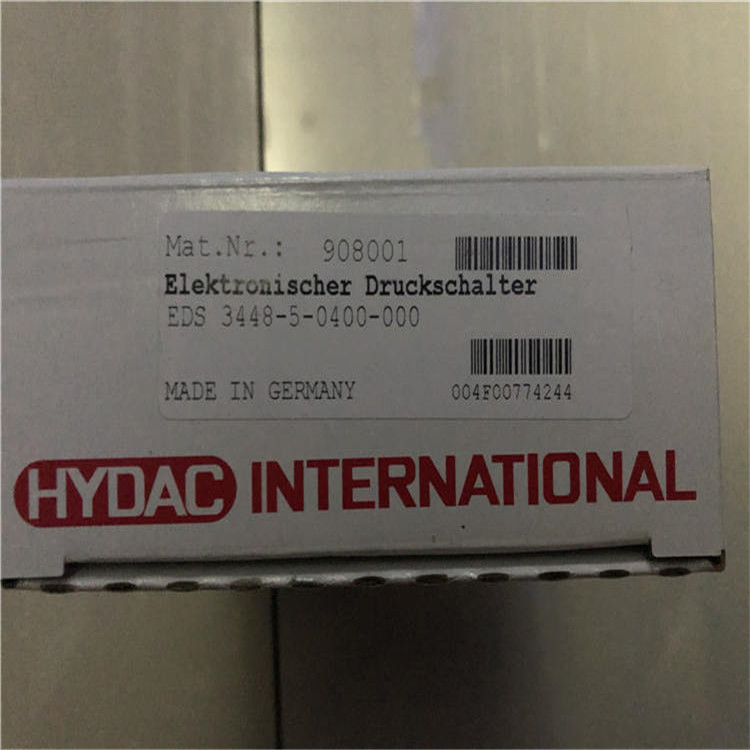 Mat.Nr.: 908001
Elektronischer Druckschalter
EDS 3448-5-0400-000
MADE IN GERMANY 004F00774244
HYDAC INTERNATIONAL